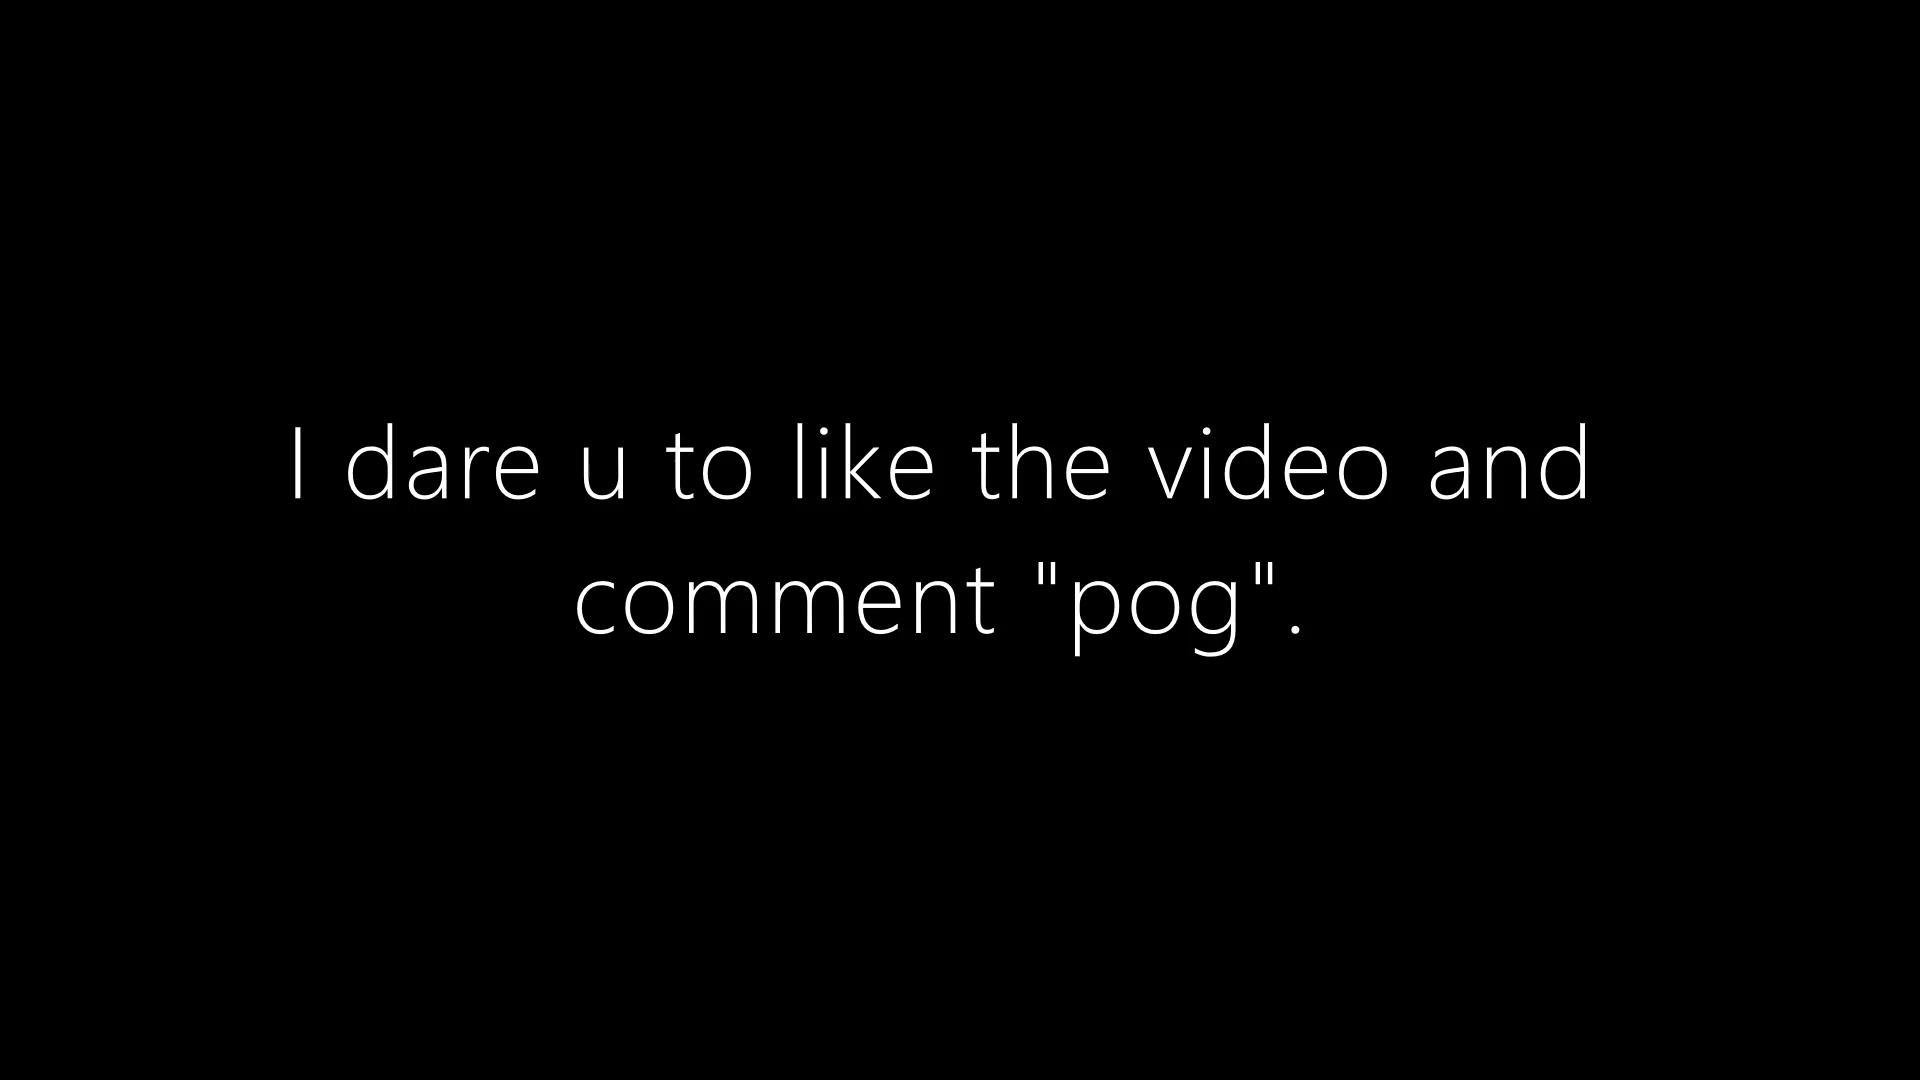 I dare u to like the video and
comment "pog".